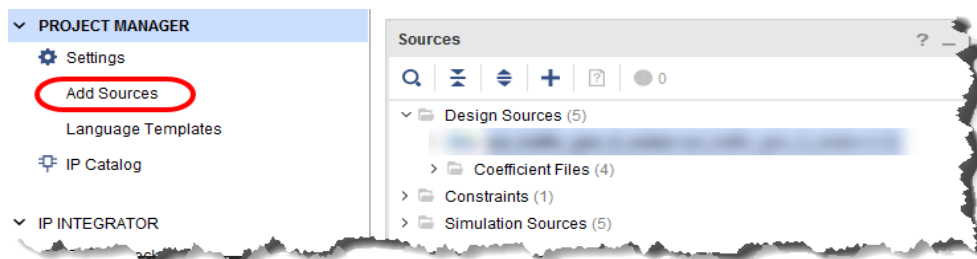 PROJECT MANAGER
Settings
Add Sources
Language Templates
IP Catalog
IP INTEGRATOR
Sources
? _
? 0
Design Sources (5)
Coefficient Files (4)
Constraints (1)
Simulation Sources (5)